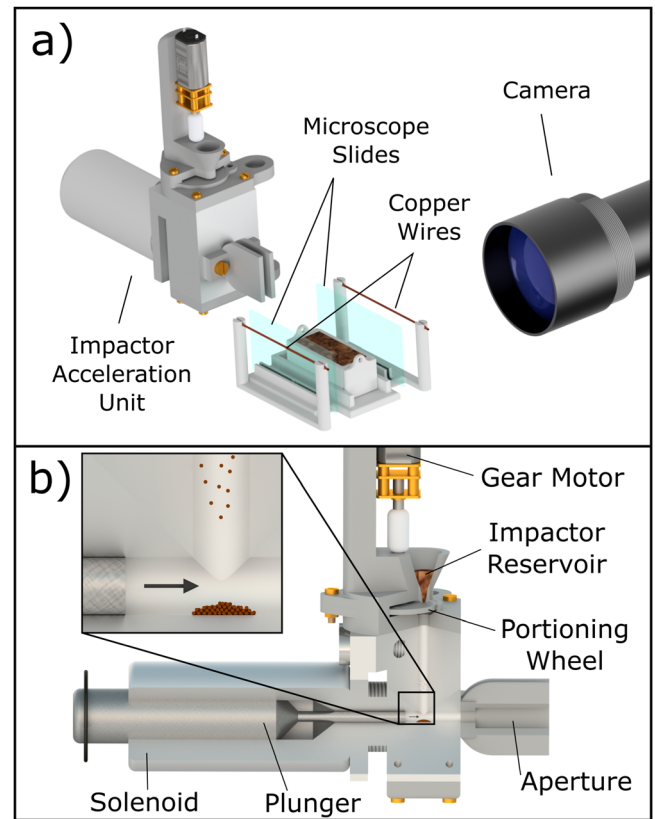 a)
Camera
Microscope
Slides
Copper
Wires
Impactor
Acceleration
Unit
b)
Gear Motor
Impactor
Reservoir
Portioning
Wheel
Aperture
Solenoid
Plunger